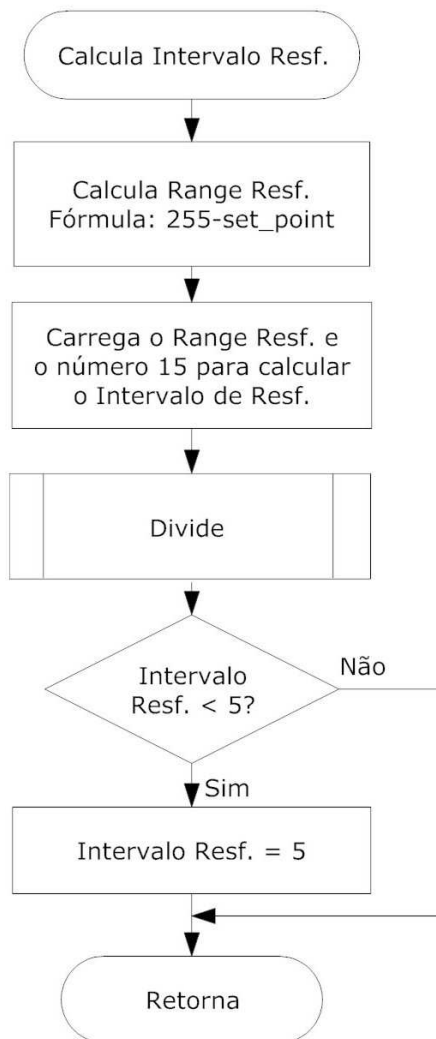 Calcula Intervalo Resf.
Calcula Range Resf.
Fórmula: 255-set_point
Carrega o Range Resf. e
o número 15 para calcular
o Intervalo de Resf.
Divide
Intervalo
Resf. < 5?
Não
Sim
Intervalo Resf. = 5
Retorna